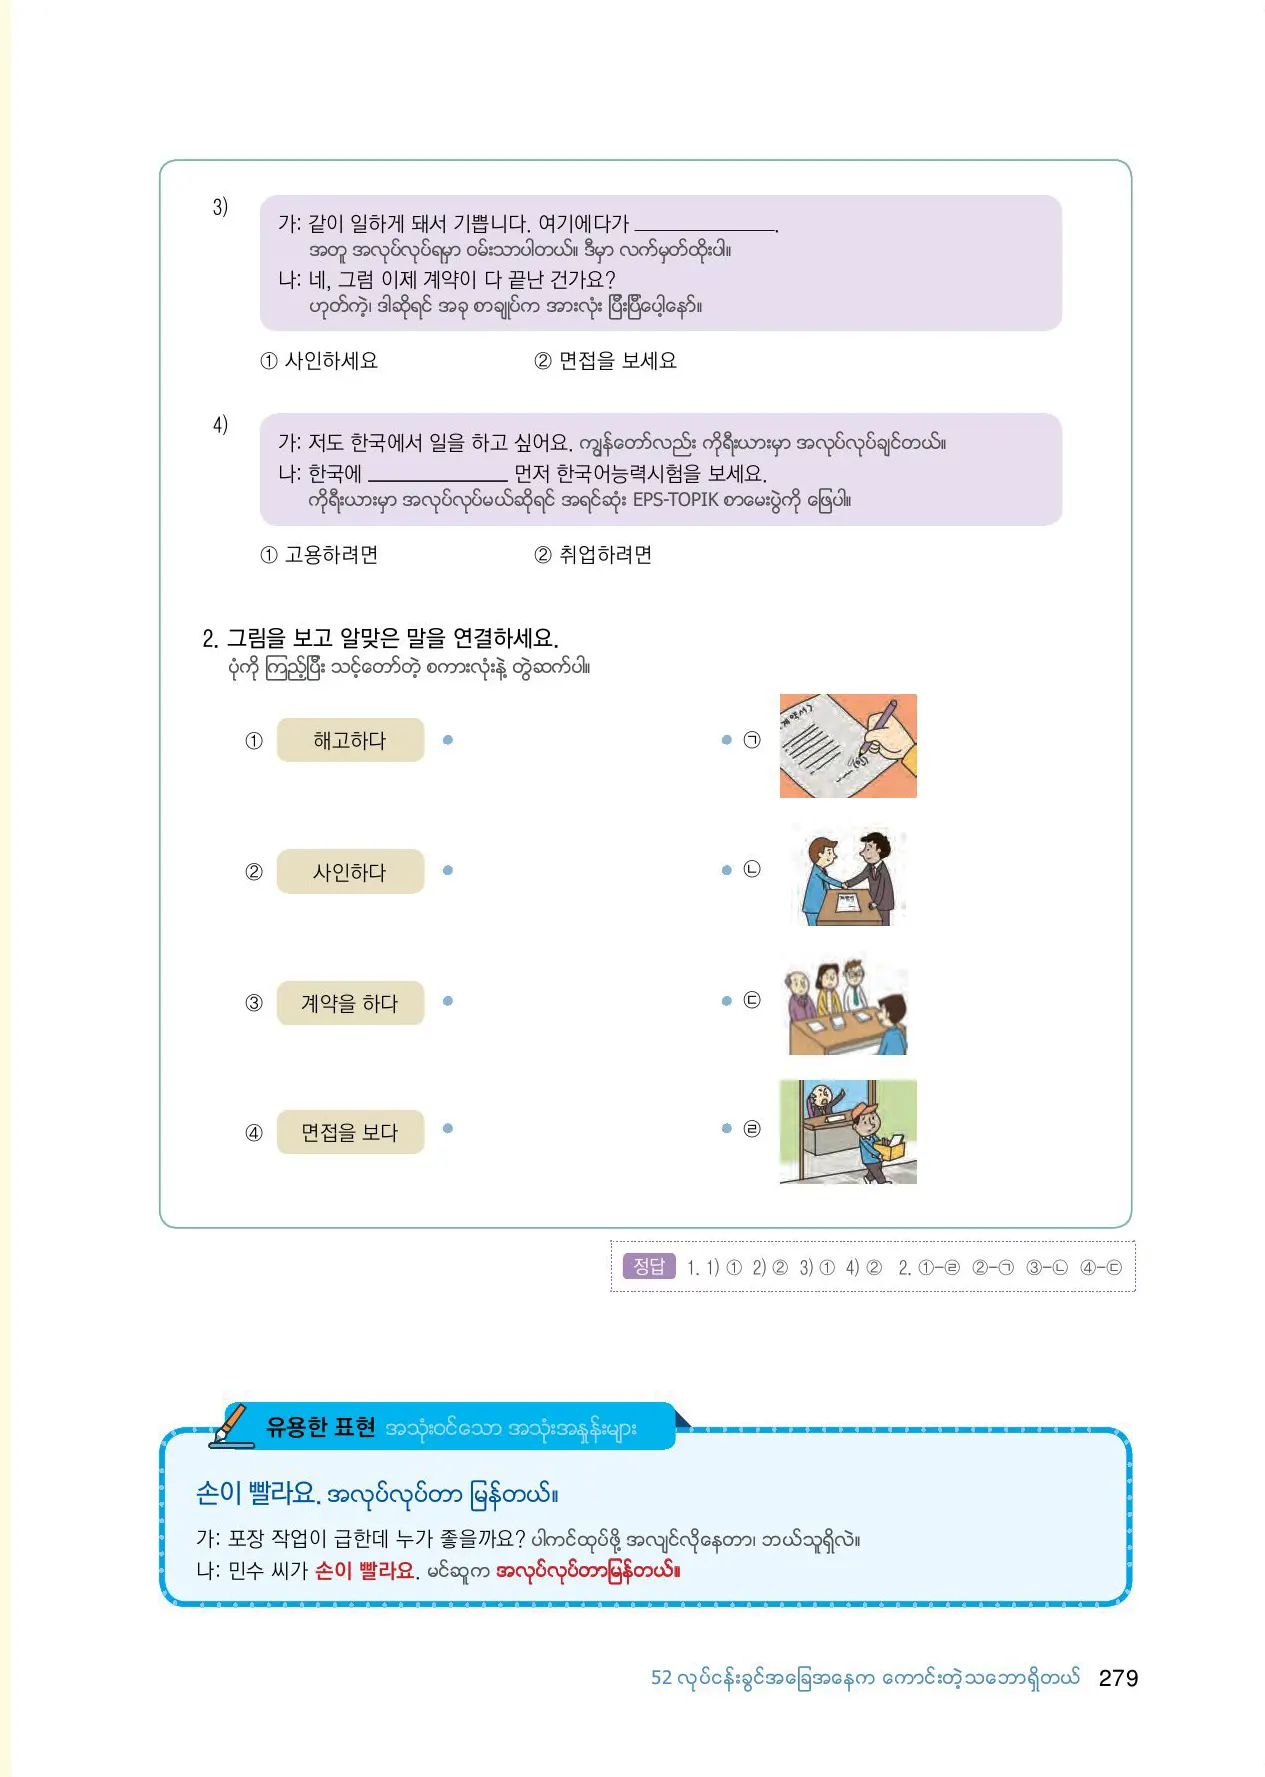 3)
가: 같이 일하게 돼서 기쁩니다. 여기에다가 ______________.
အတူ အလုပ်လုပ်ရမှာ ဝမ်းသာပါတယ်။ ဒီမှာ လက်မှတ်ထိုးပါ။
나: 네, 그럼 이제 계약이 다 끝난 건가요?
ဟုတ်ကဲ့၊ ဒါဆိုရင် အခု စာချုပ်က အားလုံး ပြီးပြီပေါ့နော်။
① 사인하세요 ② 면접을 보세요
4)
가: 저도 한국에서 일을 하고 싶어요. ကျွန်တော်လည်း ကိုရီးယားမှာ အလုပ်လုပ်ချင်တယ်။
나: 한국에 ______________ 먼저 한국어능력시험을 보세요.
ကိုရီးယားမှာ အလုပ်လုပ်မယ်ဆိုရင် အရင်ဆုံး EPS-TOPIK စာမေးပွဲကို ဖြေပါ။
① 고용하려면 ② 취업하려면
2. 그림을 보고 알맞은 말을 연결하세요.
ပုံကို ကြည့်ပြီး သင့်တော်တဲ့ စကားလုံးနဲ့ တွဲဆက်ပါ။
① 해고하다 • • ㉠
② 사인하다 • • ㉡
③ 계약을 하다 • • ㉢
④ 면접을 보다 • • ㉣
정답 1. 1) ① 2) ② 3) ① 4) ② 2. ①-㉣ ②-㉠ ③-㉡ ④-㉢
유용한 표현 အသုံးဝင်သော အသုံးအနှုန်းများ
손이 빨라요. အလုပ်လုပ်တာ မြန်တယ်။
가: 포장 작업이 급한데 누가 좋을까요? ပါကင်ထုပ်ဖို့ အလျင်လိုနေတာ၊ ဘယ်သူရှိလဲ။
나: 민수 씨가 손이 빨라요. မင်ဆူက အလုပ်လုပ်တာမြန်တယ်။
52 လုပ်ငန်းခွင်အခြေအနေက ကောင်းတဲ့သဘောရှိတယ် 279